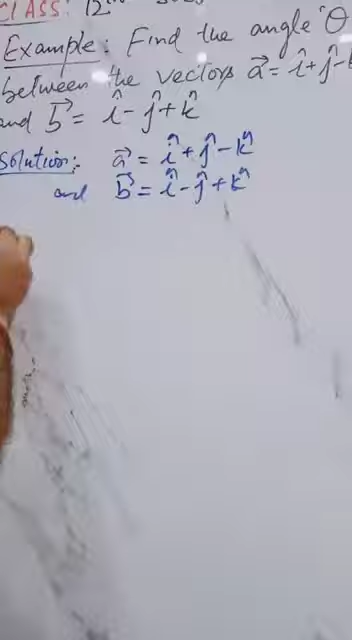 CLASS: 12
Example: Find the angle θ
between the vectors a⃗ = î + ĵ -
and b⃗ = î - ĵ + k̂
Solution: a⃗ = î + ĵ - k̂
and b⃗ = î - ĵ + k̂